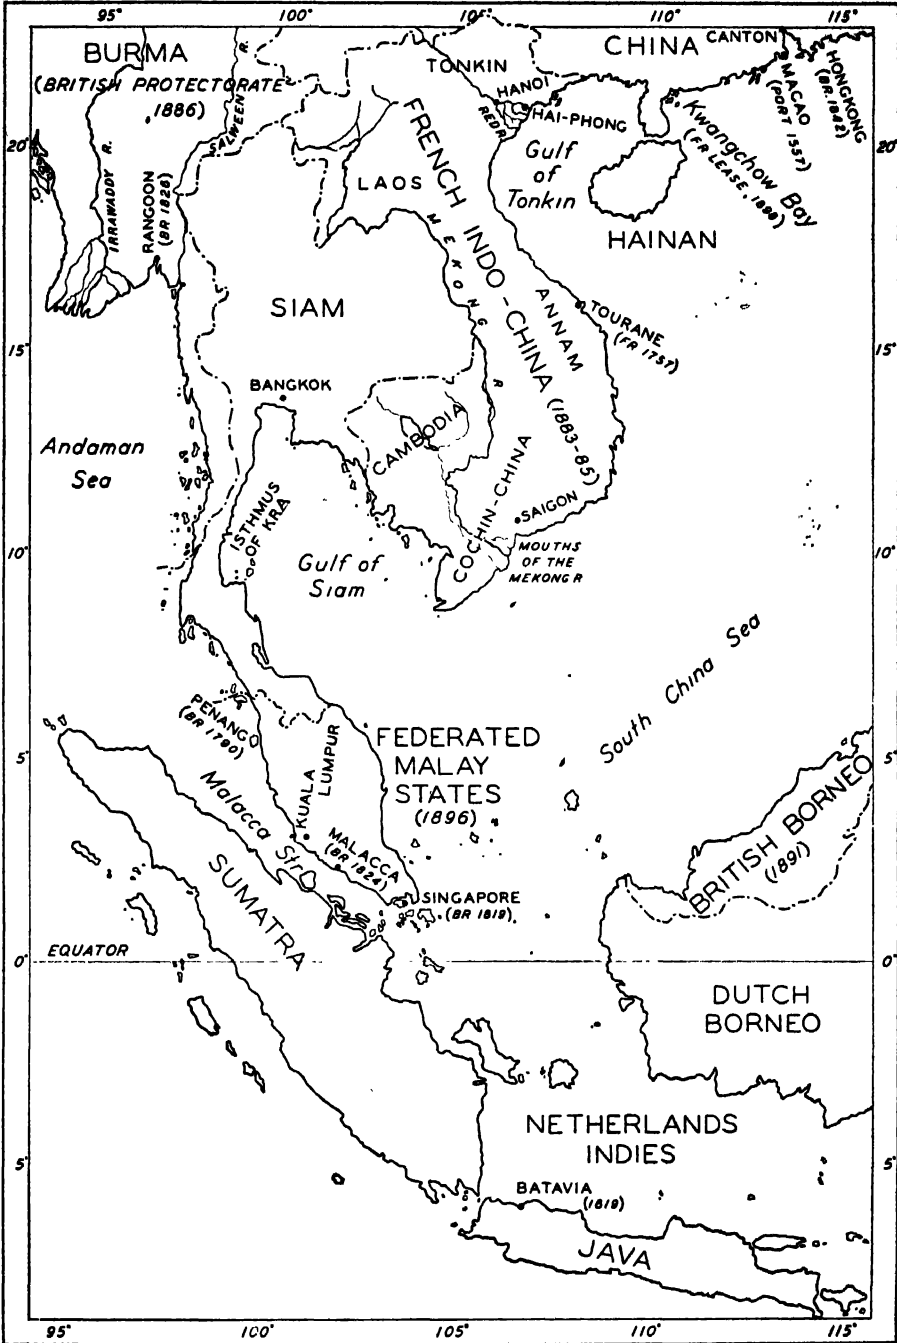 95° 100° 105° 110° 115°
BURMA
(BRITISH PROTECTORATE
1886)
SALWEEN R.
TONKIN
HANOI
HAI-PHONG
RED R
CHINA
CANTON
MACAO
(PORT 1557)
HONGKONG
(BR. 1842)
Kwangchow Bay
(FR LEASE, 1898)
20° 20°
IRRAWADDY R.
RANGOON
(BR 1826)
LAOS
FRENCH INDO-CHINA (1883-85)
Gulf
of
Tonkin
HAINAN
MEKONG R
SIAM
ANNAM
TOURANE
(FR 1757)
15° 15°
BANGKOK
CAMBODIA
Andaman
Sea
ISTHMUS
OF KRA
COCHIN-CHINA
SAIGON
MOUTHS
OF THE
MEKONG R
10° 10°
Gulf of
Siam
South China Sea
PENANG
(BR 1790)
KUALA
LUMPUR
FEDERATED
MALAY
STATES
(1896)
5° 5°
Malacca Str
MALACCA
(BR 1824)
SINGAPORE
(BR 1819)
BRITISH BORNEO
(1891)
SUMATRA
EQUATOR
0° 0°
DUTCH
BORNEO
NETHERLANDS
INDIES
5° 5°
BATAVIA
(1619)
JAVA
95° 100° 105° 110° 115°